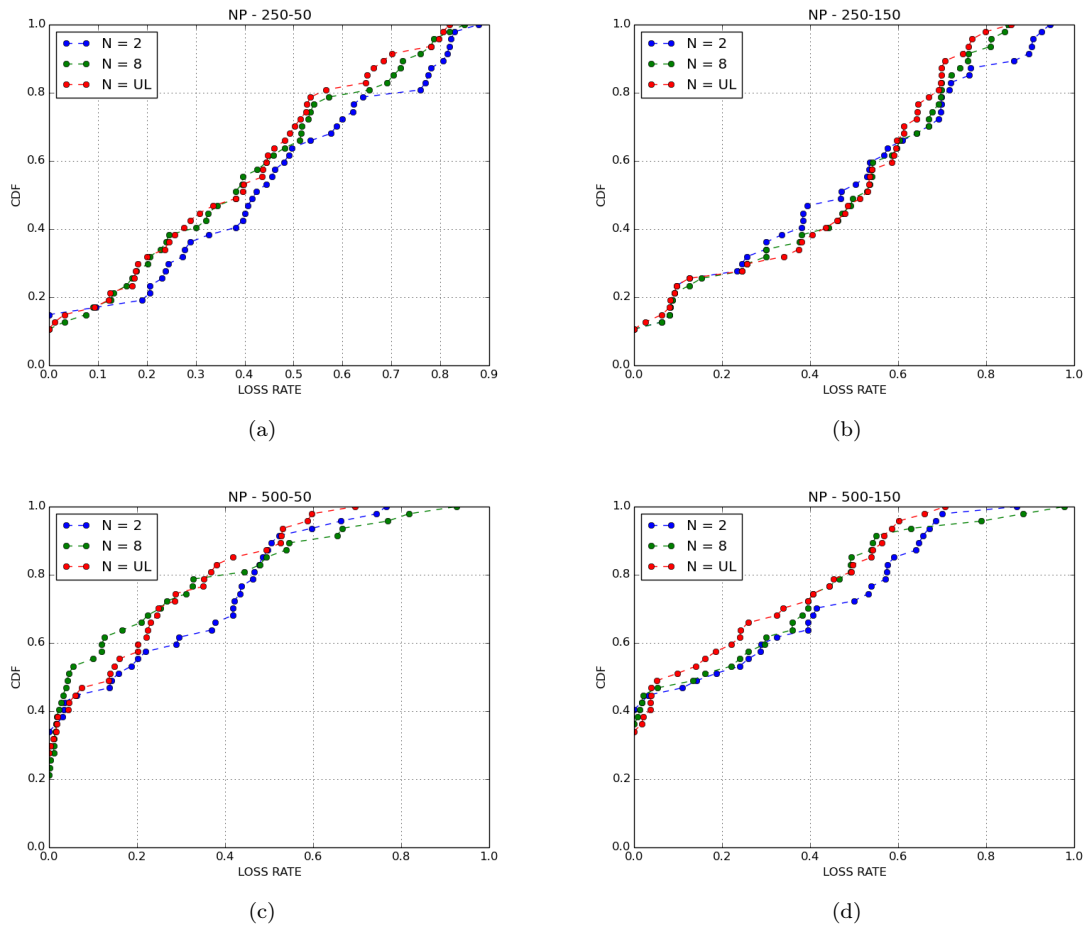 NP - 250-50
1.0
0.8
0.6
0.4
0.2
0.0
CDF
N = 2
N = 8
N = UL
0.0 0.1 0.2 0.3 0.4 0.5 0.6 0.7 0.8 0.9
LOSS RATE
(a)
NP - 250-150
1.0
0.8
0.6
0.4
0.2
0.0
CDF
N = 2
N = 8
N = UL
0.0 0.2 0.4 0.6 0.8 1.0
LOSS RATE
(b)
NP - 500-50
1.0
0.8
0.6
0.4
0.2
0.0
CDF
N = 2
N = 8
N = UL
0.0 0.2 0.4 0.6 0.8 1.0
LOSS RATE
(c)
NP - 500-150
1.0
0.8
0.6
0.4
0.2
0.0
CDF
N = 2
N = 8
N = UL
0.0 0.2 0.4 0.6 0.8 1.0
LOSS RATE
(d)